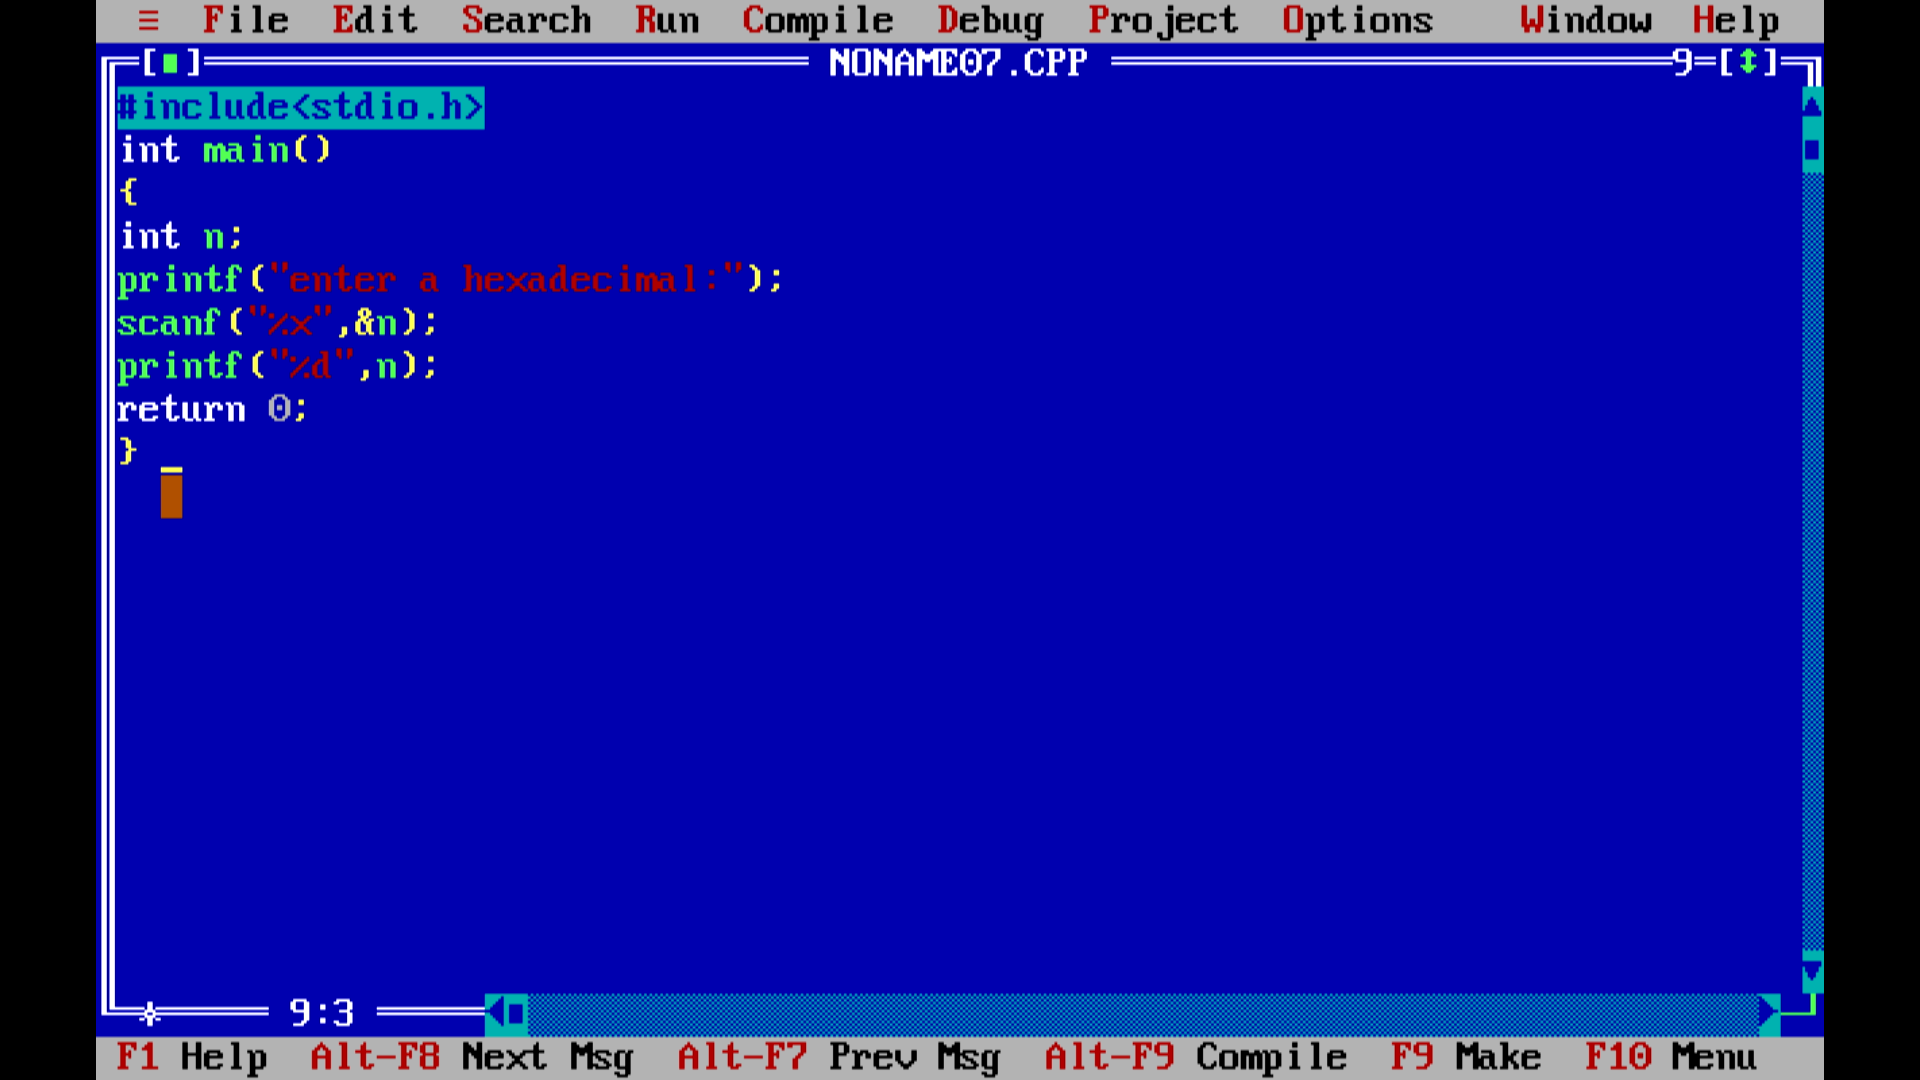 ≡ File Edit Search Run Compile Debug Project Options Window Help
[■] NONAME07.CPP 9=[↕]
#include<stdio.h>
int main()
{
int n;
printf("enter a hexadecimal:");
scanf("%x",&n);
printf("%d",n);
return 0;
}
9:3
F1 Help Alt-F8 Next Msg Alt-F7 Prev Msg Alt-F9 Compile F9 Make F10 Menu